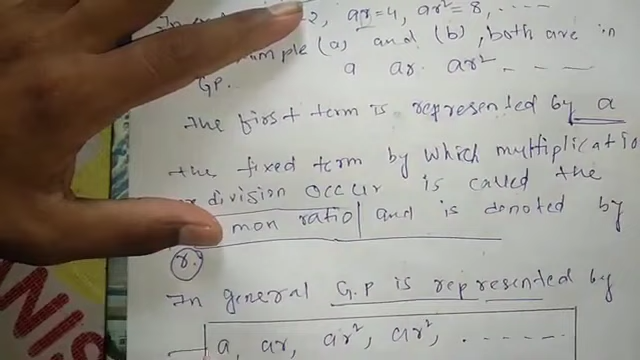 =2, ar=4, ar²=8, ....
(a) and (b), both are in
GP. a ar ar² . _ _ _
The first term is represented by a
the fixed term by which multiplicatio
division occur is called the
mon ratio and is denoted by
r.
In general G.P is represented by
a, ar, ar², ar², .......